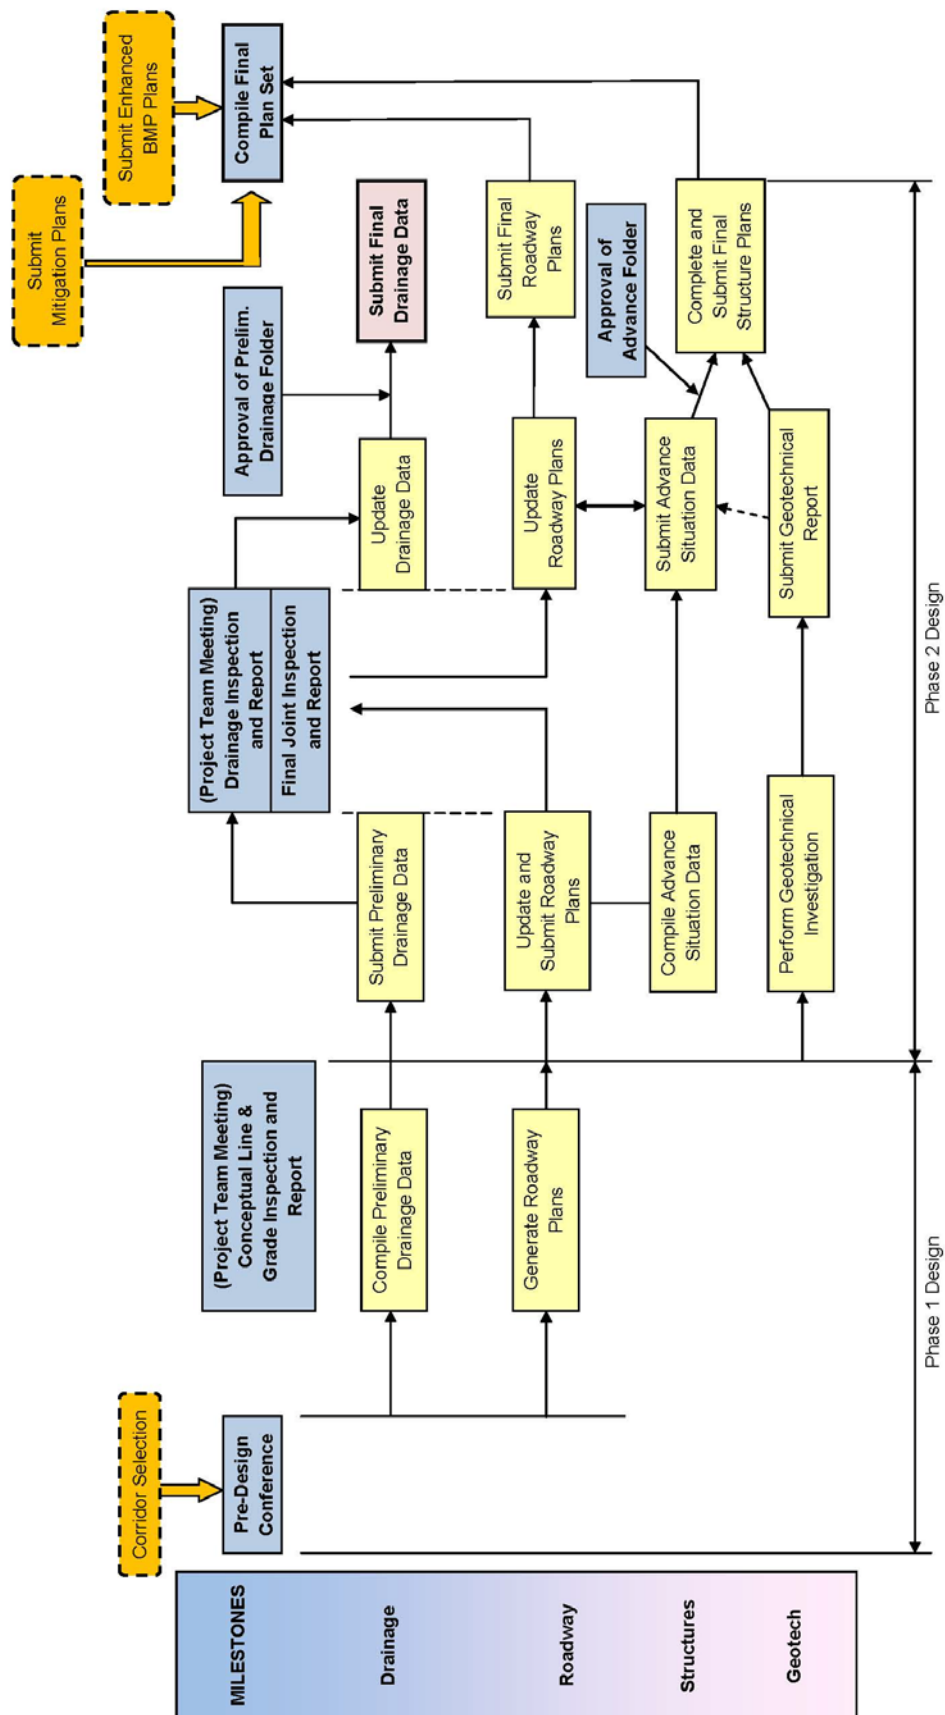 Corridor Selection
Submit
Mitigation Plans
Submit Enhanced
BMP Plans
MILESTONES
Pre-Design
Conference
(Project Team Meeting)
Conceptual Line &
Grade Inspection and
Report
(Project Team Meeting)
Drainage Inspection
and Report
Final Joint Inspection
and Report
Approval of Prelim.
Drainage Folder
Compile Final
Plan Set
Drainage
Compile Preliminary
Drainage Data
Submit Preliminary
Drainage Data
Update
Drainage Data
Submit Final
Drainage Data
Roadway
Generate Roadway
Plans
Update and
Submit Roadway
Plans
Update
Roadway Plans
Submit Final
Roadway
Plans
Structures
Compile Advance
Situation Data
Submit Advance
Situation Data
Approval of
Advance Folder
Complete and
Submit Final
Structure Plans
Geotech
Perform Geotechnical
Investigation
Submit Geotechnical
Report
Phase 1 Design
Phase 2 Design